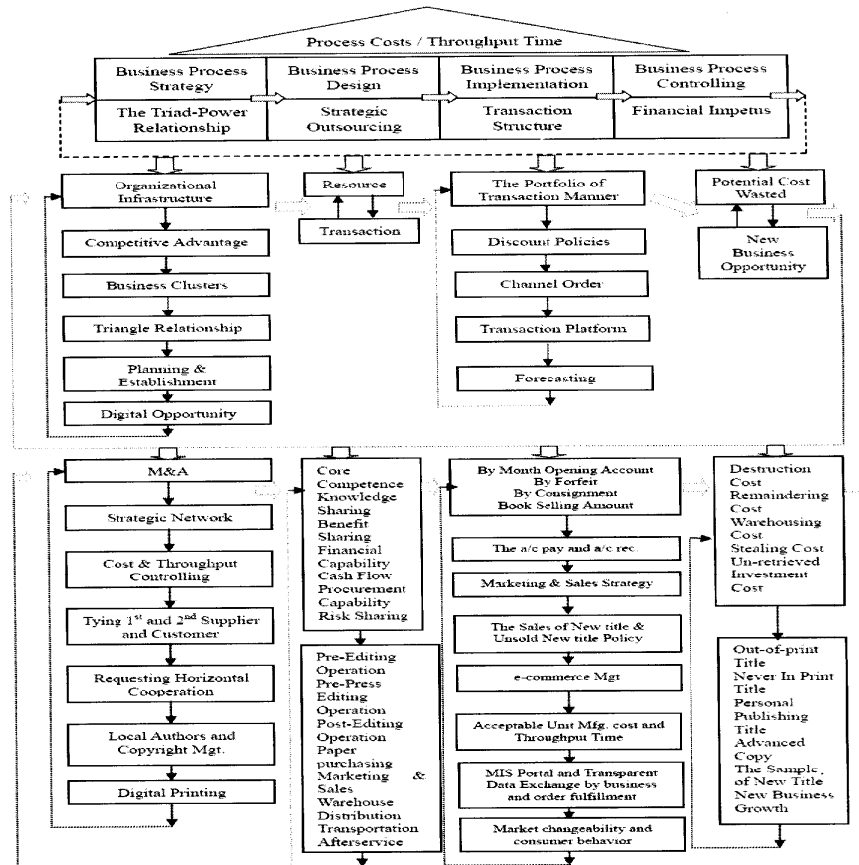 Process Costs / Throughput Time
Business Process
Strategy
Business Process
Design
Business Process
Implementation
Business Process
Controlling
The Triad-Power
Relationship
Strategic
Outsourcing
Transaction
Structure
Financial Impetus
Organizational
Infrastructure
Competitive Advantage
Business Clusters
Triangle Relationship
Planning &
Establishment
Digital Opportunity
Resource
Transaction
The Portfolio of
Transaction Manner
Discount Policies
Channel Order
Transaction Platform
Forecasting
Potential Cost
Wasted
New
Business
Opportunity
M&A
Strategic Network
Cost & Throughput
Controlling
Tying 1st and 2nd Supplier
and Customer
Requesting Horizontal
Cooperation
Local Authors and
Copyright Mgt.
Digital Printing
Core
Competence
Knowledge
Sharing
Benefit
Sharing
Financial
Capability
Cash Flow
Procurement
Capability
Risk Sharing
Pre-Editing
Operation
Pre-Press
Editing
Operation
Post-Editing
Operation
Paper
purchasing
Marketing &
Sales
Warehouse
Distribution
Transportation
Afterservice
By Month Opening Account
By Forfeit
By Consignment
Book Selling Amount
The a/c pay and a/c rec.
Marketing & Sales Strategy
The Sales of New title &
Unsold New title Policy
e-commerce Mgt
Acceptable Unit Mfg. cost and
Throughput Time
MIS Portal and Transparent
Data Exchange by business
and order fulfillment
Market changeability and
consumer behavior
Destruction
Cost
Remaindering
Cost
Warehousing
Cost
Stealing Cost
Un-retrieved
Investment
Cost
Out-of-print
Title
Never In Print
Title
Personal
Publishing
Title
Advanced
Copy
The Sample
of New Title
New Business
Growth